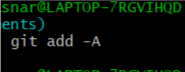 snar@LAPTOP-7RGVIHQD
ents)
git add -A